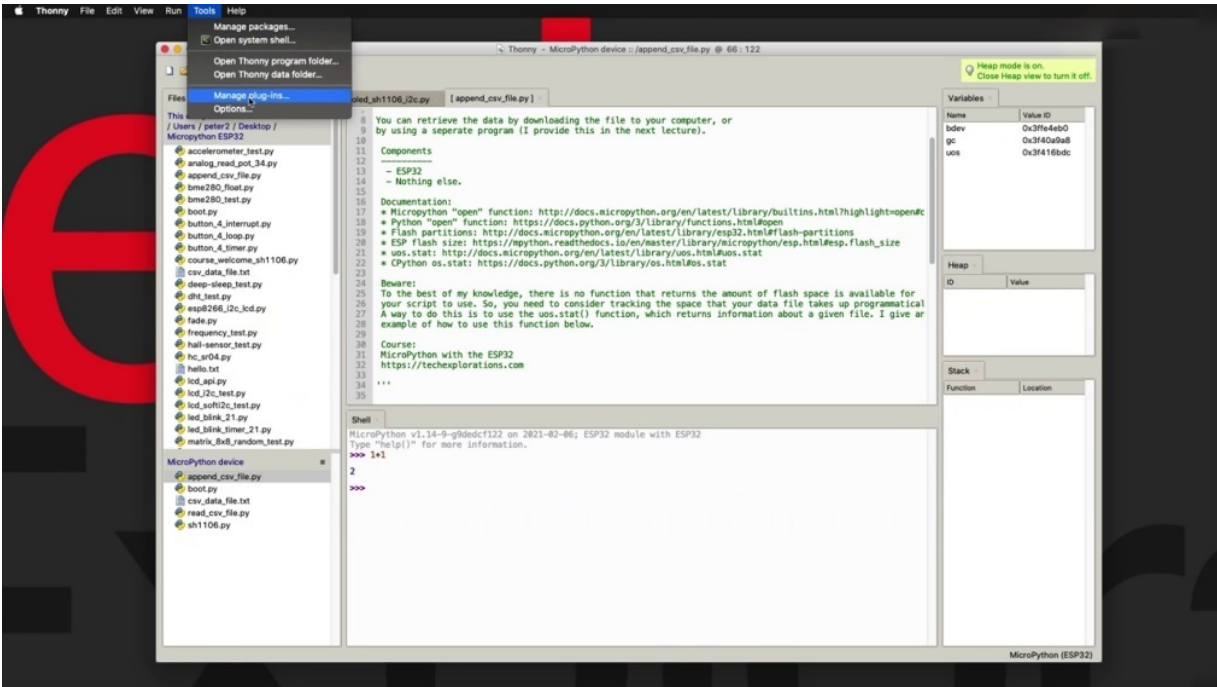 Thonny File Edit View Run Tools Help
Manage packages...
Open system shell...
Open Thonny program folder...
Open Thonny data folder...
Manage plug-ins...
Options...
Thonny - MicroPython device :: /append_csv_file.py @ 66 : 122
Heap mode is on.
Close Heap view to turn it off.
Files
This
/ Users / peter2 / Desktop /
Micropython ESP32
accelerometer_test.py
analog_read_pot_34.py
append_csv_file.py
bme280_float.py
bme280_test.py
boot.py
button_4_interrupt.py
button_4_loop.py
button_4_timer.py
course_welcome_sh1106.py
csv_data_file.txt
deep-sleep_test.py
dht_test.py
esp8266_i2c_lcd.py
fade.py
frequency_test.py
hall-sensor_test.py
hc_sr04.py
hello.txt
lcd_api.py
lcd_i2c_test.py
lcd_softi2c_test.py
led_blink_21.py
led_blink_timer_21.py
matrix_8x8_random_test.py
MicroPython device
append_csv_file.py
boot.py
csv_data_file.txt
read_csv_file.py
sh1106.py
oled_sh1106_i2c.py [ append_csv_file.py ]
8 You can retrieve the data by downloading the file to your computer, or
9 by using a seperate program (I provide this in the next lecture).
10
11 Components
12 ----------
13 - ESP32
14 - Nothing else.
15
16 Documentation:
17 * Micropython "open" function: http://docs.micropython.org/en/latest/library/builtins.html?highlight=open#c
18 * Python "open" function: https://docs.python.org/3/library/functions.html#open
19 * Flash partitions: http://docs.micropython.org/en/latest/library/esp32.html#flash-partitions
20 * ESP flash size: https://mpython.readthedocs.io/en/master/library/micropython/esp.html#esp.flash_size
21 * uos.stat: http://docs.micropython.org/en/latest/library/uos.html#uos.stat
22 * CPython os.stat: https://docs.python.org/3/library/os.html#os.stat
23
24 Beware:
25 To the best of my knowledge, there is no function that returns the amount of flash space is available for
26 your script to use. So, you need to consider tracking the space that your data file takes up programmatical
27 A way to do this is to use the uos.stat() function, which returns information about a given file. I give an
28 example of how to use this function below.
29
30 Course:
31 MicroPython with the ESP32
32 https://techexplorations.com
33
34 '''
35
Shell
MicroPython v1.14-9-g9dedcf122 on 2021-02-06; ESP32 module with ESP32
Type "help()" for more information.
>>> 1+1
2
>>>
Variables
Name Value ID
bdev 0x3ffe4eb0
gc 0x3f40a9a8
uos 0x3f416bdc
Heap
ID Value
Stack
Function Location
MicroPython (ESP32)